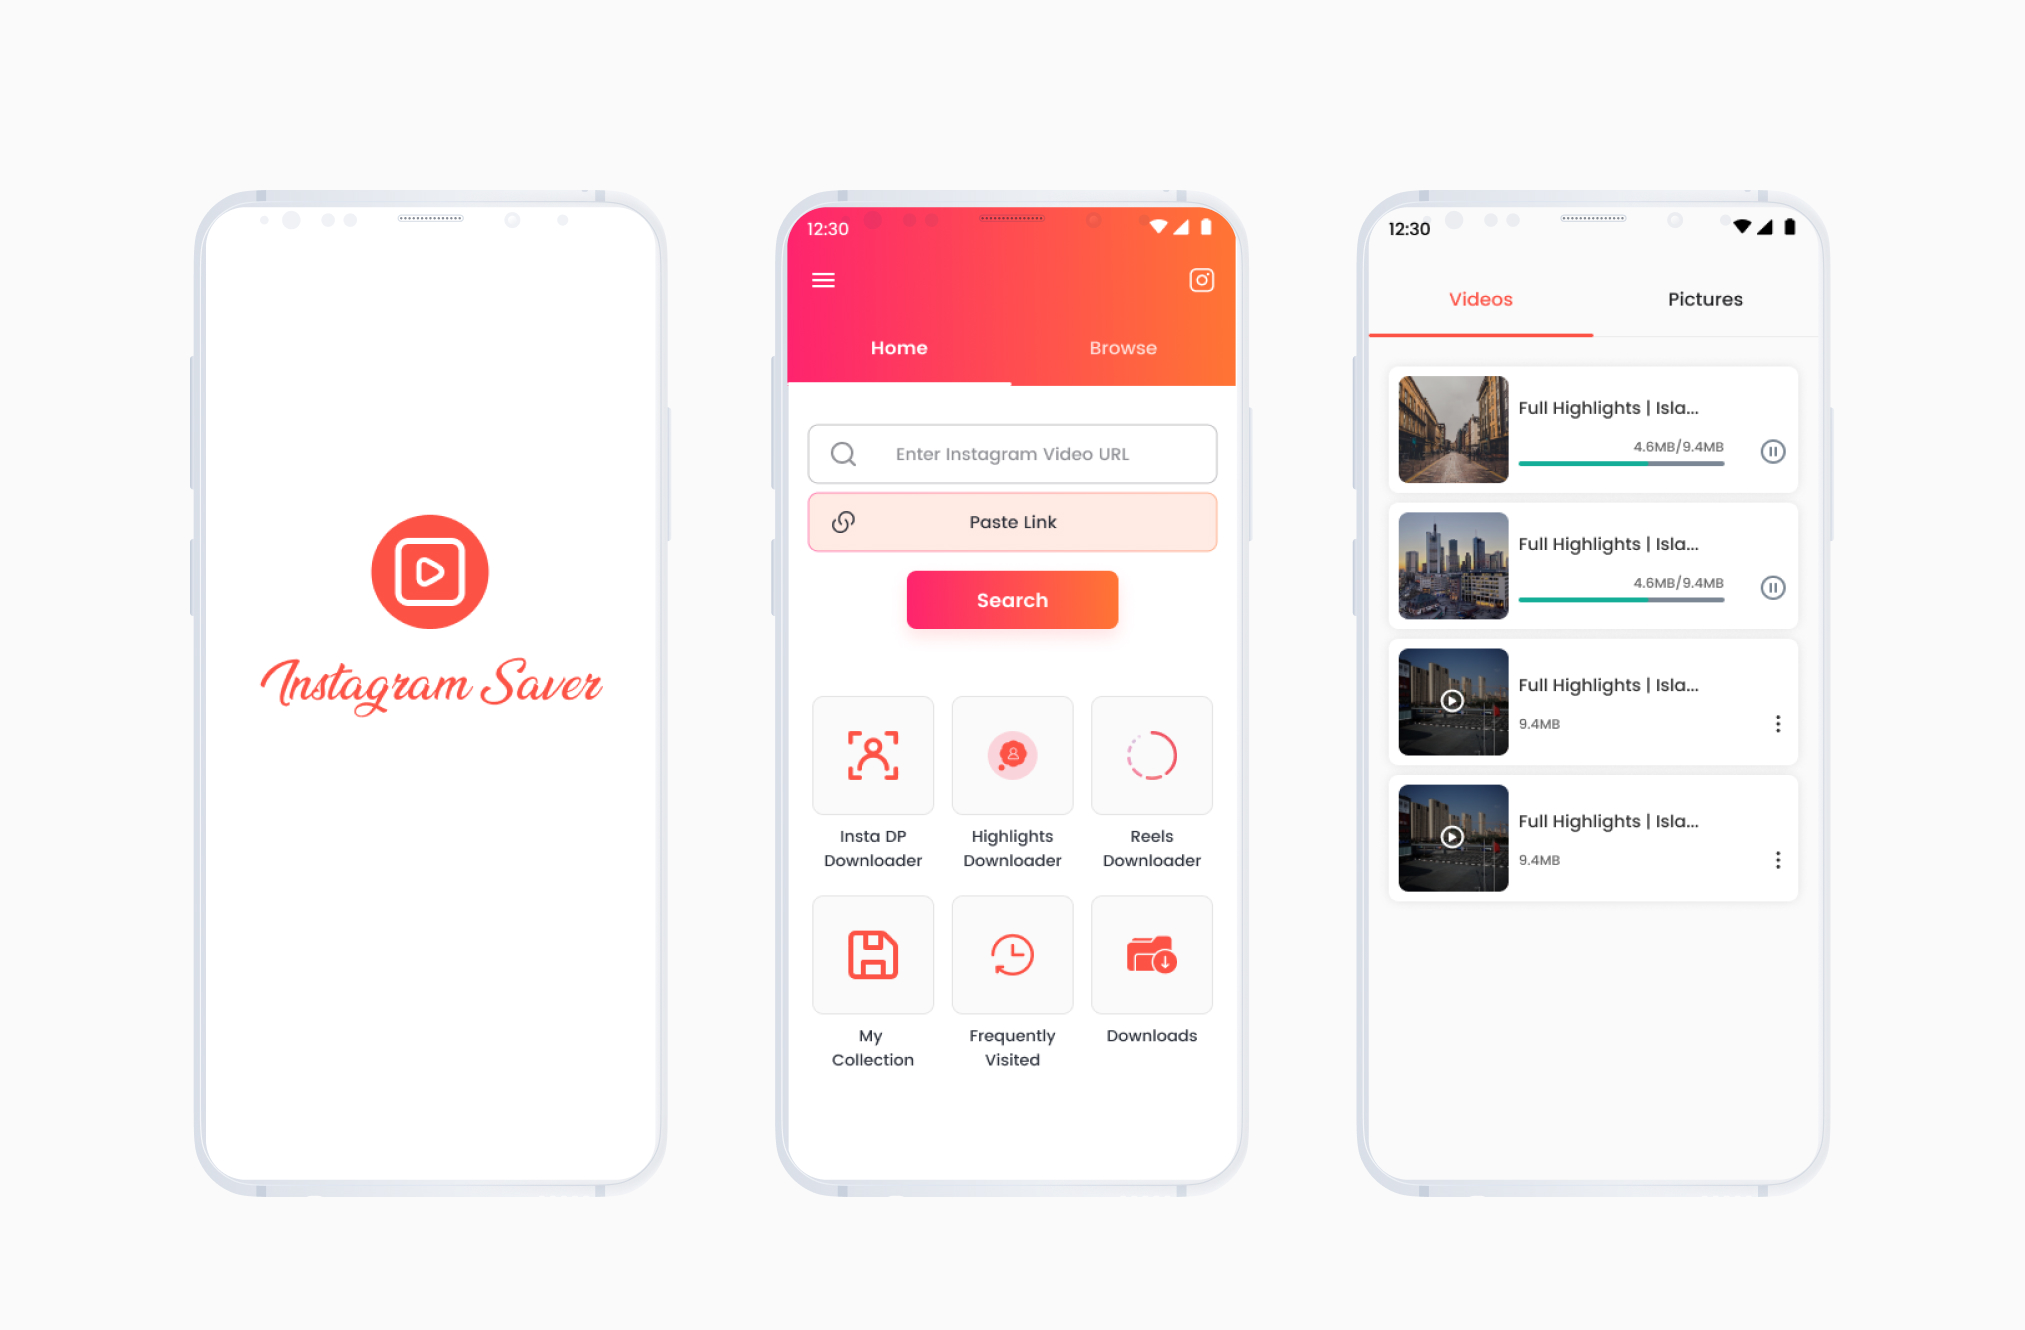 Instagram Saver
12:30
Home
Browse
Enter Instagram Video URL
Paste Link
Search
Insta DP
Downloader
Highlights
Downloader
Reels
Downloader
My
Collection
Frequently
Visited
Downloads
12:30
Videos
Pictures
Full Highlights | Isla...
4.6MB/9.4MB
Full Highlights | Isla...
4.6MB/9.4MB
Full Highlights | Isla...
9.4MB
Full Highlights | Isla...
9.4MB